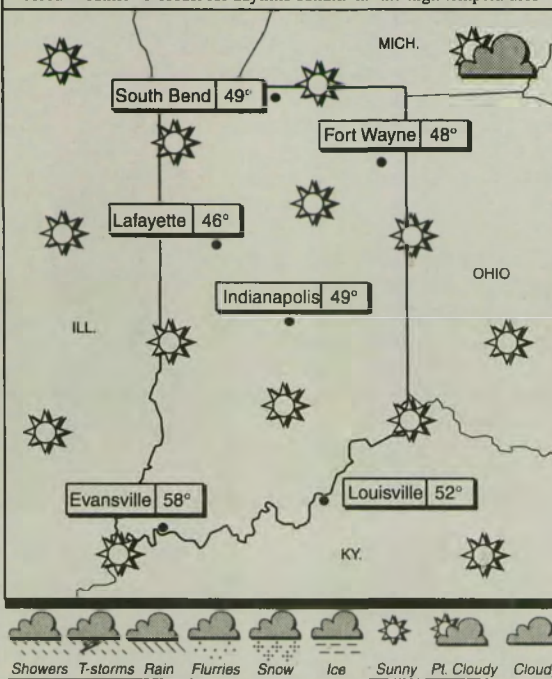 MICH.
South Bend 49°
Fort Wayne 48°
Lafayette 46°
OHIO
Indianapolis 49°
ILL.
Evansville 58°
Louisville 52°
KY.
Showers T-storms Rain Flurries Snow Ice Sunny Pt. Cloudy Cloud